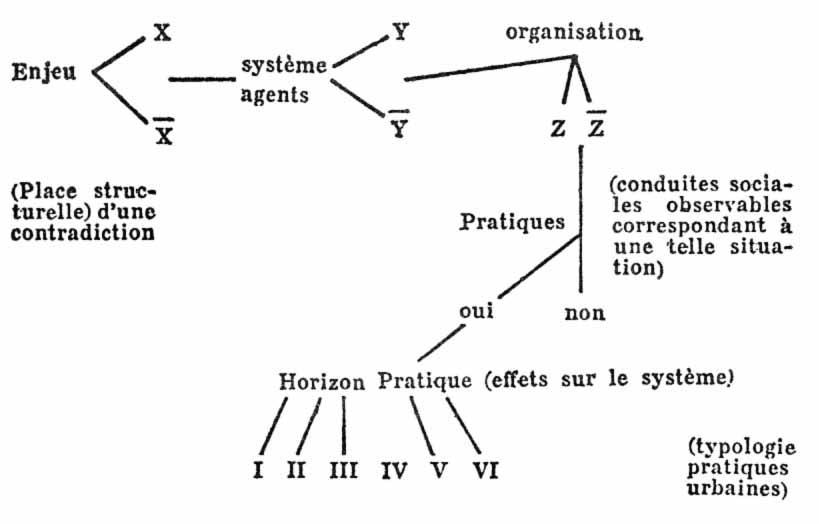 X
Y
organisation
Enjeu
système
agents
X̅
Y̅
Z Z̅
(Place struc-
turelle) d'une
contradiction
(conduites socia-
les observables
correspondant à
une telle situa-
tion)
Pratiques
oui
non
Horizon Pratique (effets sur le système)
I II III IV V VI
(typologie
pratiques
urbaines)